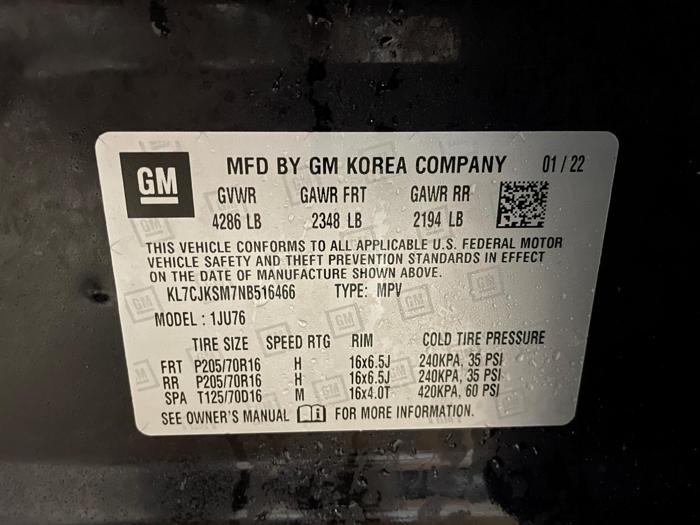 GM MFD BY GM KOREA COMPANY 01 / 22
GVWR GAWR FRT GAWR RR
4286 LB 2348 LB 2194 LB
THIS VEHICLE CONFORMS TO ALL APPLICABLE U.S. FEDERAL MOTOR
VEHICLE SAFETY AND THEFT PREVENTION STANDARDS IN EFFECT
ON THE DATE OF MANUFACTURE SHOWN ABOVE.
KL7CJKSM7NB516466 TYPE: MPV
MODEL : 1JU76
TIRE SIZE SPEED RTG RIM COLD TIRE PRESSURE
FRT P205/70R16 H 16x6.5J 240KPA, 35 PSI
RR P205/70R16 H 16x6.5J 240KPA, 35 PSI
SPA T125/70D16 M 16x4.0T 420KPA, 60 PSI
SEE OWNER'S MANUAL FOR MORE INFORMATION.